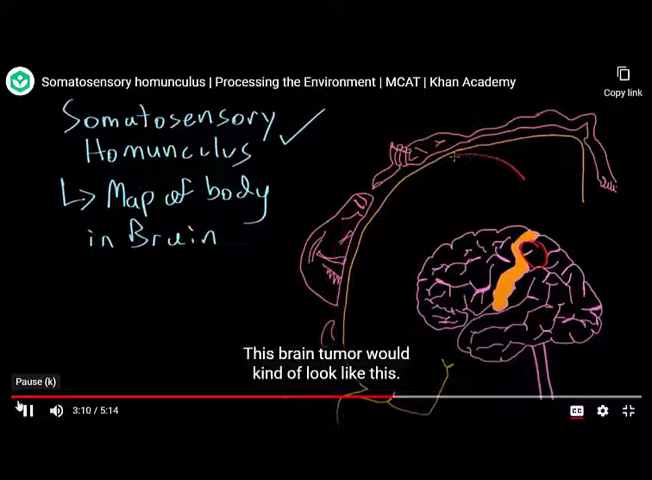 Somatosensory homunculus | Processing the Environment | MCAT | Khan Academy
Copy link
Somatosensory
Homunculus
↳ Map of body
in Brain
This brain tumor would
kind of look like this.
Pause (k)
3:10 / 5:14
CC